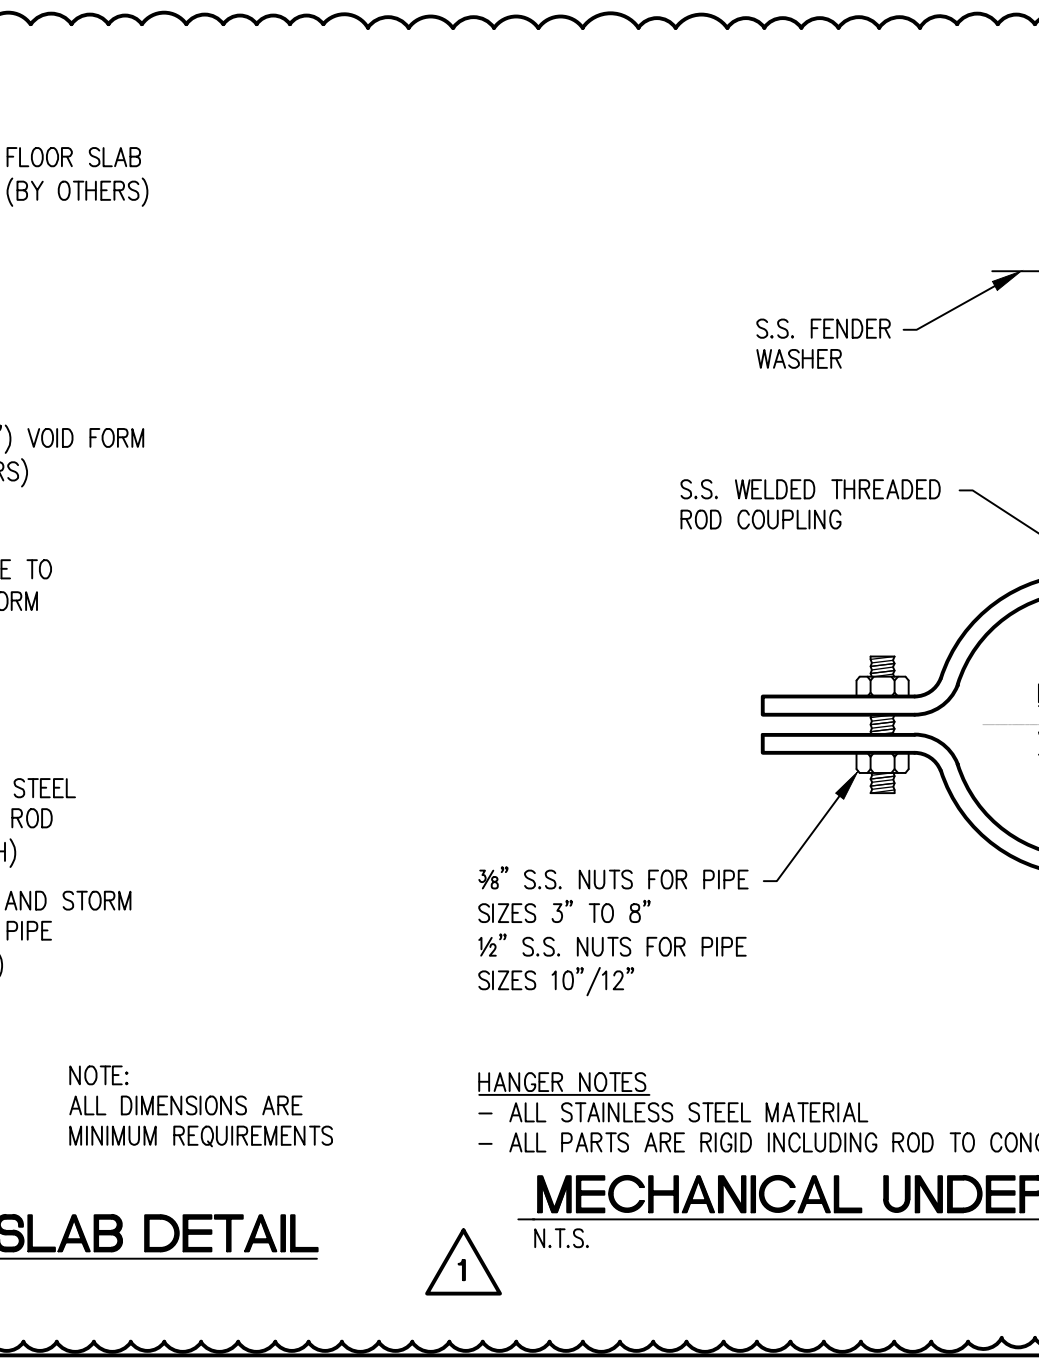 FLOOR SLAB
(BY OTHERS)
") VOID FORM
RS)
E TO
ORM
STEEL
ROD
H)
AND STORM
PIPE
)
NOTE:
ALL DIMENSIONS ARE
MINIMUM REQUIREMENTS
SLAB DETAIL
S.S. FENDER
WASHER
S.S. WELDED THREADED
ROD COUPLING
⅜" S.S. NUTS FOR PIPE
SIZES 3" TO 8"
½" S.S. NUTS FOR PIPE
SIZES 10"/12"
HANGER NOTES
- ALL STAINLESS STEEL MATERIAL
- ALL PARTS ARE RIGID INCLUDING ROD TO CONC
MECHANICAL UNDER
N.T.S.
1